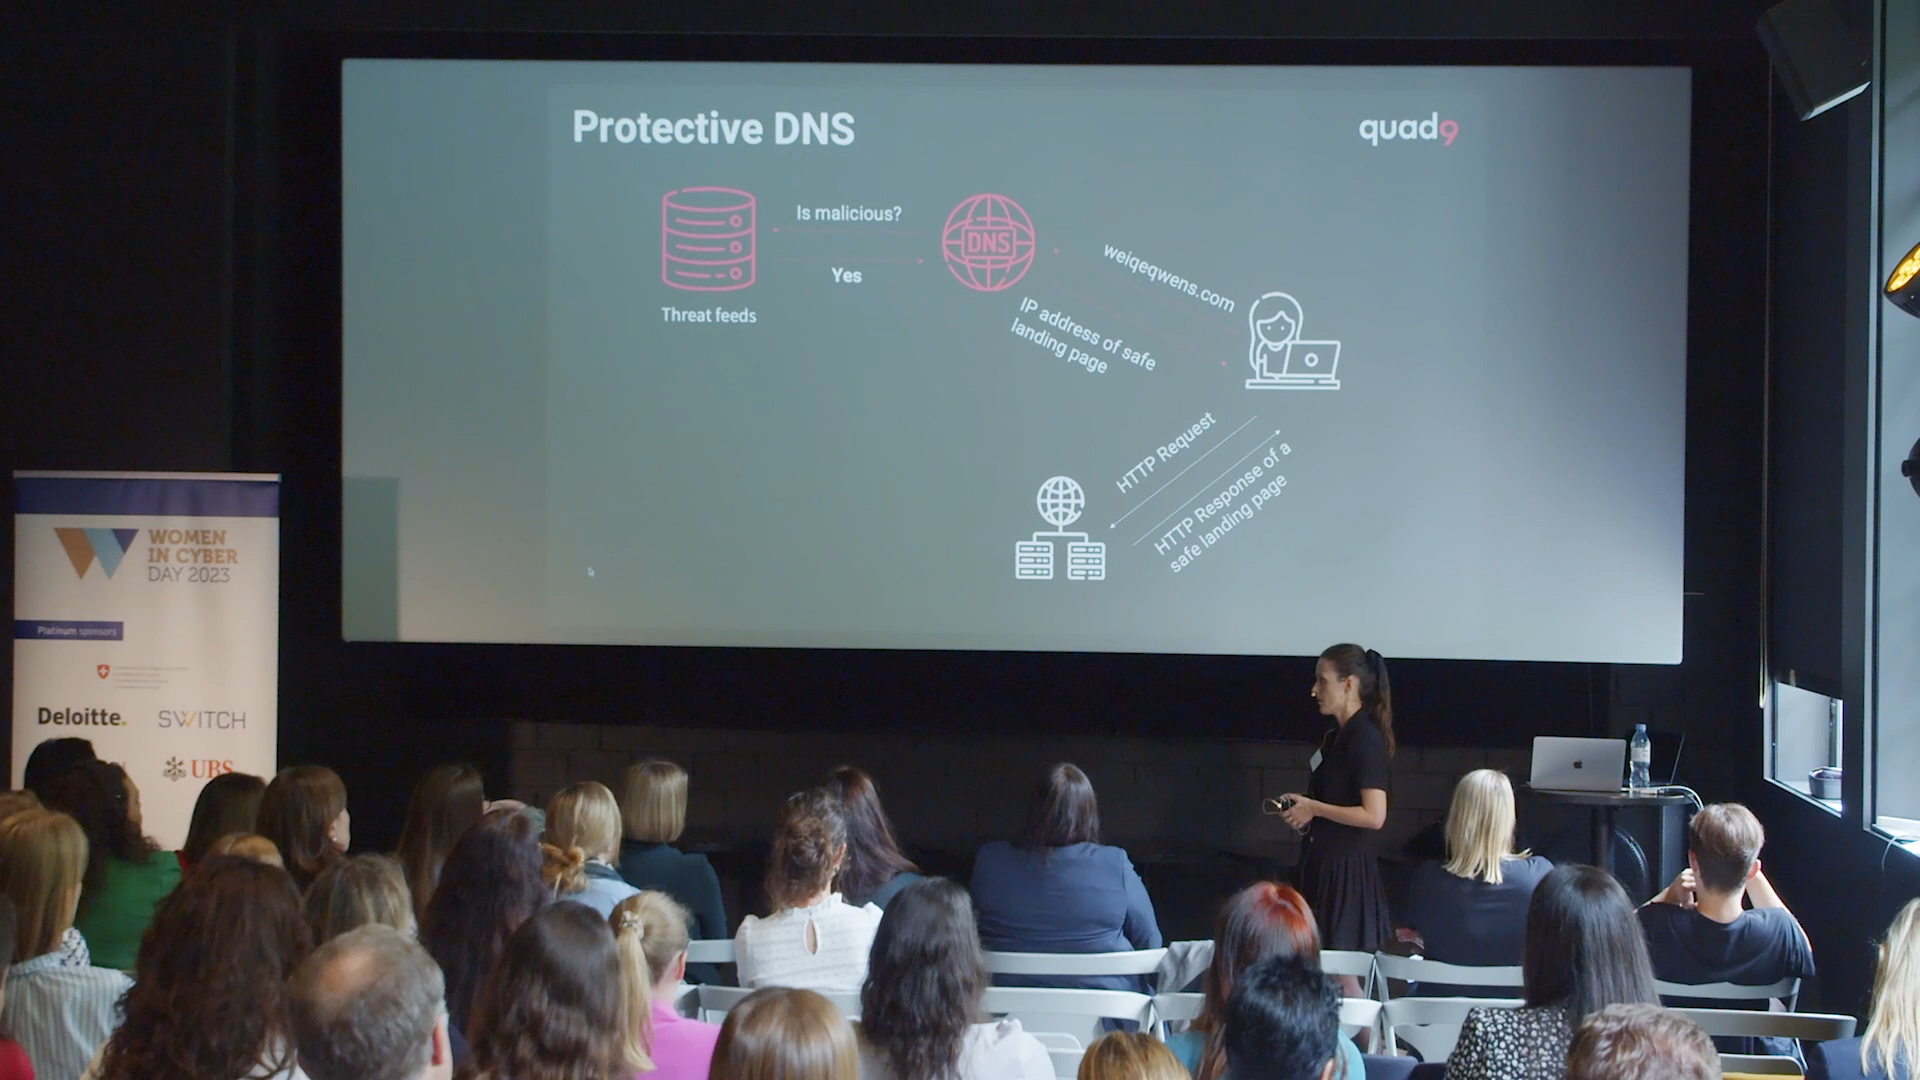 Protective DNS
quad9
Is malicious?
Yes
Threat feeds
DNS
weiqeqwens.com
IP address of safe
landing page
HTTP Request
HTTP Response of a
safe landing page
WOMEN
IN CYBER
DAY 2023
Platinum sponsors
Deloitte.
SWITCH
UBS